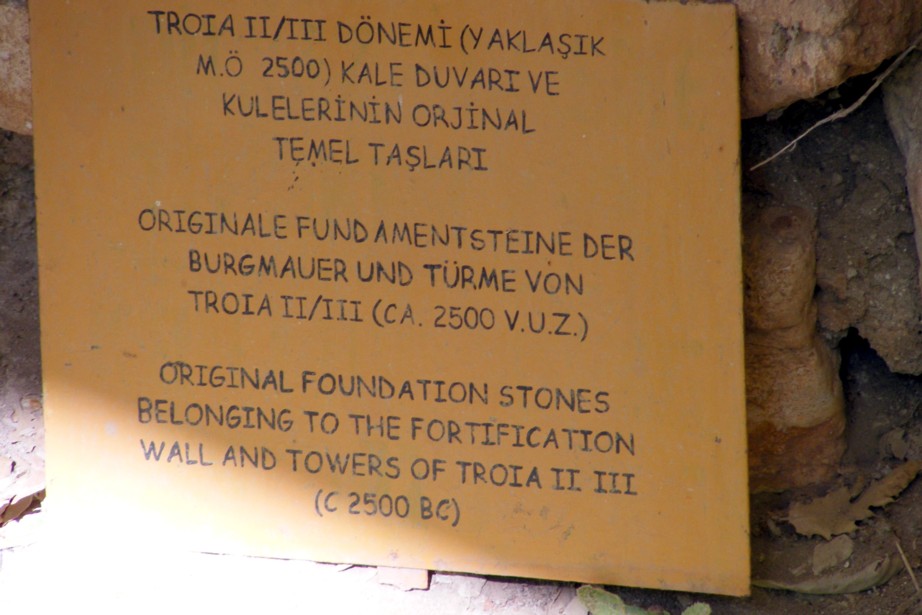 TROIA II/III DÖNEMİ (YAKLAŞIK
M.Ö 2500) KALE DUVARI VE
KULELERİNİN ORJİNAL
TEMEL TAŞLARI
ORIGINALE FUNDAMENTSTEINE DER
BURGMAUER UND TÜRME VON
TROIA II/III (CA. 2500 V.U.Z.)
ORIGINAL FOUNDATION STONES
BELONGING TO THE FORTIFICATION
WALL AND TOWERS OF TROIA II III
(C 2500 BC)